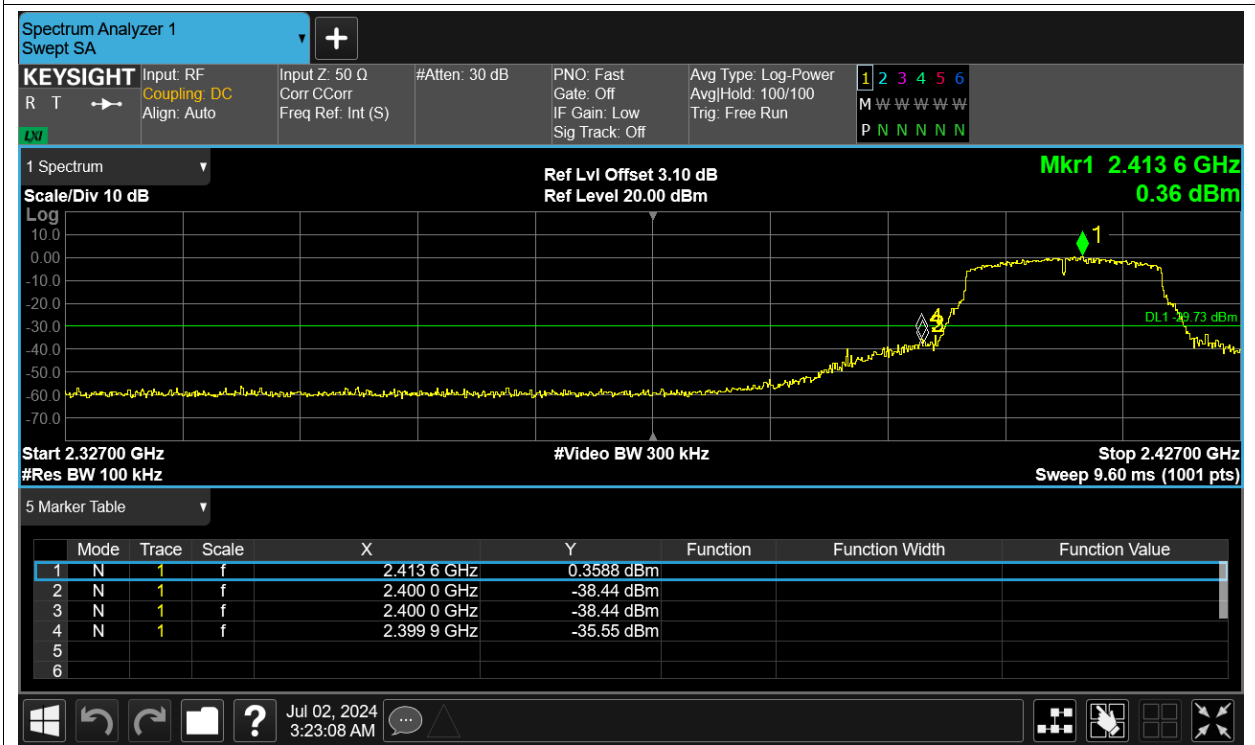 Spectrum Analyzer 1
Swept SA
KEYSIGHT Input: RF Input Z: 50 Ω #Atten: 30 dB PNO: Fast Avg Type: Log-Power 1 2 3 4 5 6
R T Coupling: DC Corr CCorr Gate: Off Avg|Hold: 100/100 M W W W W W
Align: Auto Freq Ref: Int (S) IF Gain: Low Trig: Free Run
LXI Sig Track: Off P N N N N N
1 Spectrum Ref Lvl Offset 3.10 dB Mkr1 2.413 6 GHz
Scale/Div 10 dB Ref Level 20.00 dBm 0.36 dBm
Log
10.0
1
0.00
-10.0
-20.0
DL1 -29.73 dBm
-30.0
-40.0
-50.0
-60.0
-70.0
Start 2.32700 GHz #Video BW 300 kHz Stop 2.42700 GHz
#Res BW 100 kHz Sweep 9.60 ms (1001 pts)
5 Marker Table
Mode Trace Scale X Y Function Function Width Function Value
1 N 1 f 2.413 6 GHz 0.3588 dBm
2 N 1 f 2.400 0 GHz -38.44 dBm
3 N 1 f 2.400 0 GHz -38.44 dBm
4 N 1 f 2.399 9 GHz -35.55 dBm
5
6
? Jul 02, 2024
3:23:08 AM